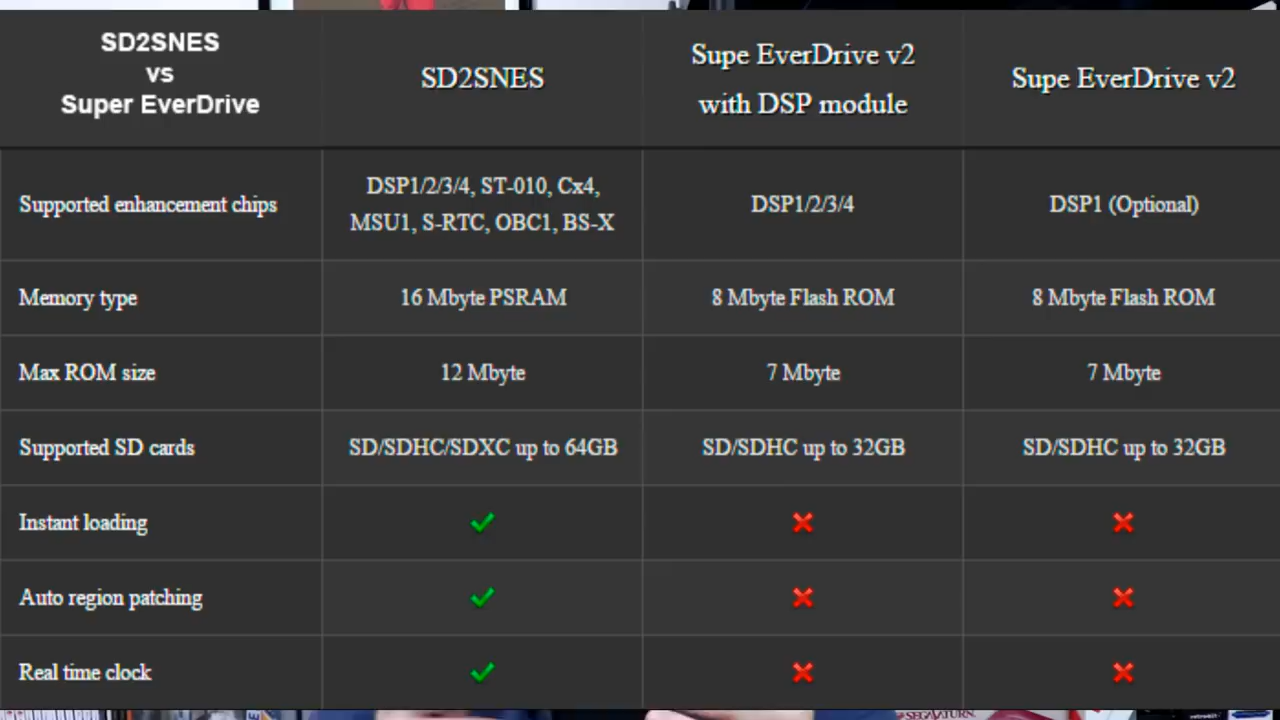 SD2SNES
vs
Super EverDrive
SD2SNES
Supe EverDrive v2
with DSP module
Supe EverDrive v2
Supported enhancement chips
DSP1/2/3/4, ST-010, Cx4,
MSU1, S-RTC, OBC1, BS-X
DSP1/2/3/4
DSP1 (Optional)
Memory type
16 Mbyte PSRAM
8 Mbyte Flash ROM
8 Mbyte Flash ROM
Max ROM size
12 Mbyte
7 Mbyte
7 Mbyte
Supported SD cards
SD/SDHC/SDXC up to 64GB
SD/SDHC up to 32GB
SD/SDHC up to 32GB
Instant loading
Auto region patching
Real time clock
SEGA SATURN